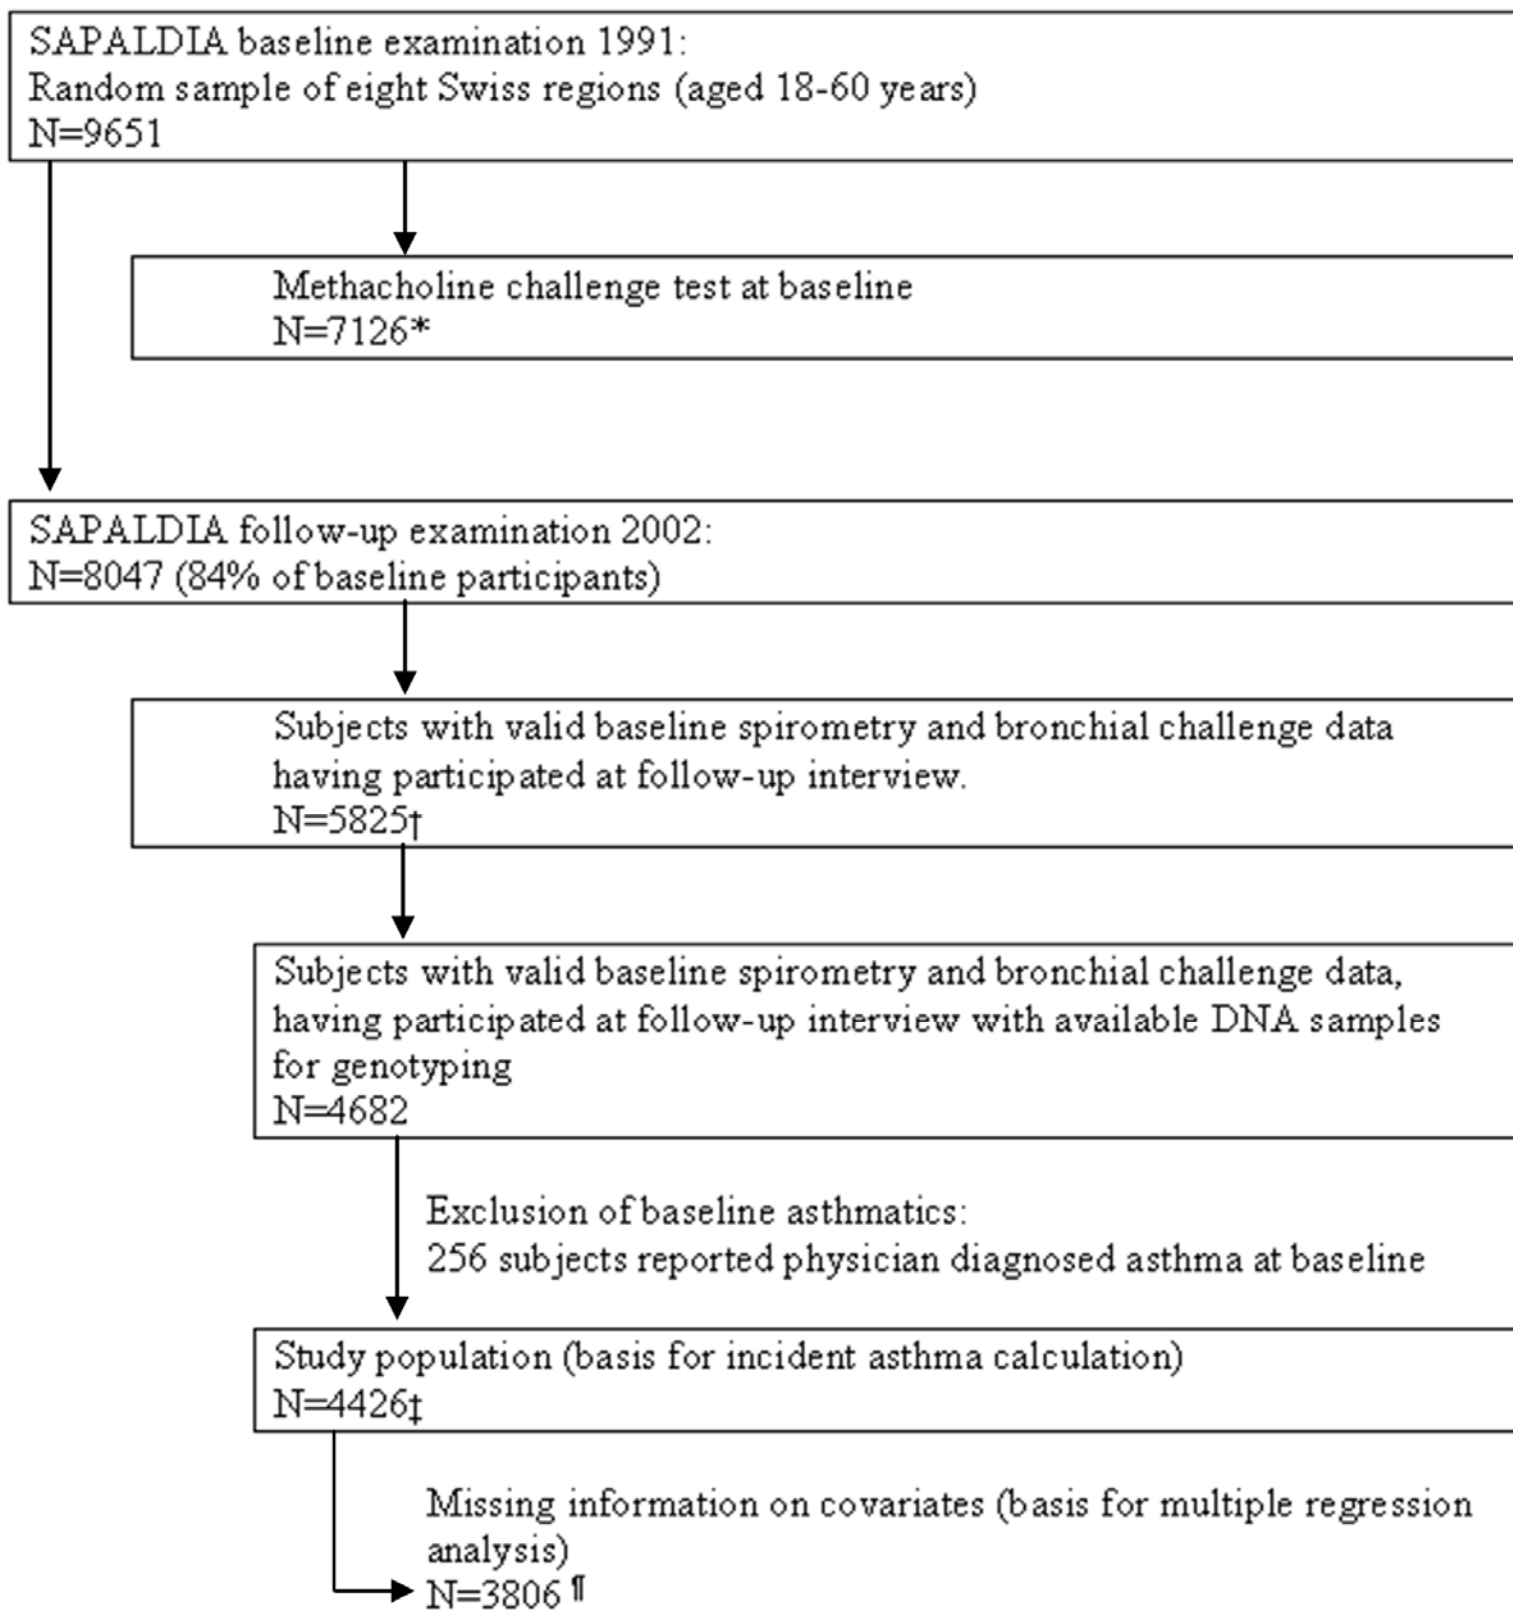 SAPALDIA baseline examination 1991:
Random sample of eight Swiss regions (aged 18-60 years)
N=9651
Methacholine challenge test at baseline
N=7126*
SAPALDIA follow-up examination 2002:
N=8047 (84% of baseline participants)
Subjects with valid baseline spirometry and bronchial challenge data
having participated at follow-up interview.
N=5825†
Subjects with valid baseline spirometry and bronchial challenge data,
having participated at follow-up interview with available DNA samples
for genotyping
N=4682
Exclusion of baseline asthmatics:
256 subjects reported physician diagnosed asthma at baseline
Study population (basis for incident asthma calculation)
N=4426‡
Missing information on covariates (basis for multiple regression
analysis)
N=3806 ¶